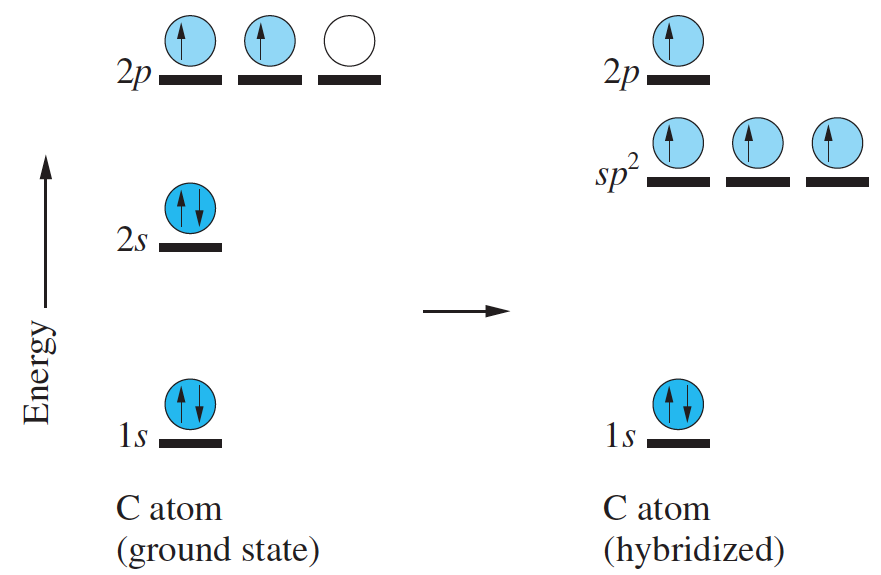 2p
2s
1s
Energy
C atom
(ground state)
2p
sp²
1s
C atom
(hybridized)